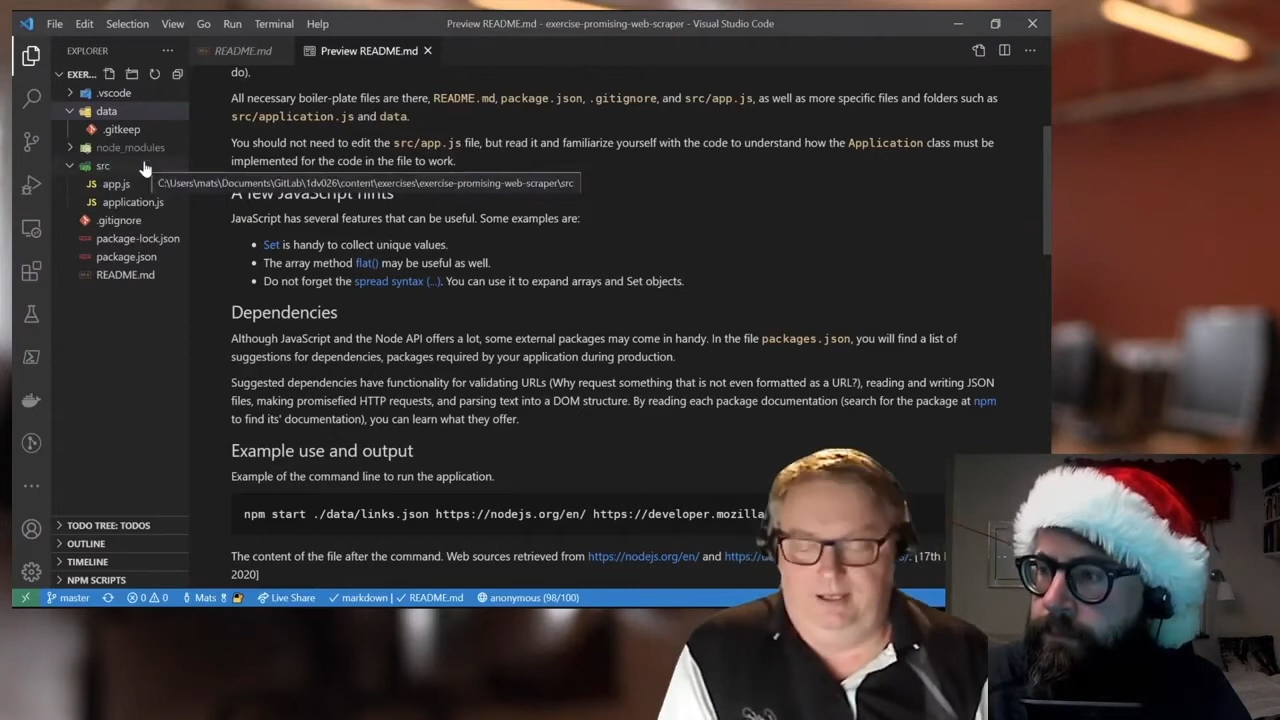 File Edit Selection View Go Run Terminal Help
Preview README.md - exercise-promising-web-scraper - Visual Studio Code
EXPLORER
README.md
Preview README.md
EXER...
.vscode
data
.gitkeep
node_modules
src
app.js
application.js
.gitignore
package-lock.json
package.json
README.md
C:\Users\mats\Documents\GitLab\1dv026\content\exercises\exercise-promising-web-scraper\src
do).
All necessary boiler-plate files are there, README.md, package.json, .gitignore, and src/app.js, as well as more specific files and folders such as
src/application.js and data.
You should not need to edit the src/app.js file, but read it and familiarize yourself with the code to understand how the Application class must be
implemented for the code in the file to work.
A few JavaScript hints
JavaScript has several features that can be useful. Some examples are:
Set is handy to collect unique values.
The array method flat() may be useful as well.
Do not forget the spread syntax (...). You can use it to expand arrays and Set objects.
Dependencies
Although JavaScript and the Node API offers a lot, some external packages may come in handy. In the file packages.json, you will find a list of
suggestions for dependencies, packages required by your application during production.
Suggested dependencies have functionality for validating URLs (Why request something that is not even formatted as a URL?), reading and writing JSON
files, making promisefied HTTP requests, and parsing text into a DOM structure. By reading each package documentation (search for the package at npm
to find its' documentation), you can learn what they offer.
Example use and output
Example of the command line to run the application.
npm start ./data/links.json https://nodejs.org/en/ https://developer.mozilla
The content of the file after the command. Web sources retrieved from https://nodejs.org/en/ and [17th
2020]
TODO TREE: TODOS
OUTLINE
TIMELINE
NPM SCRIPTS
master 0 0 Mats Live Share markdown | README.md anonymous (98/100)